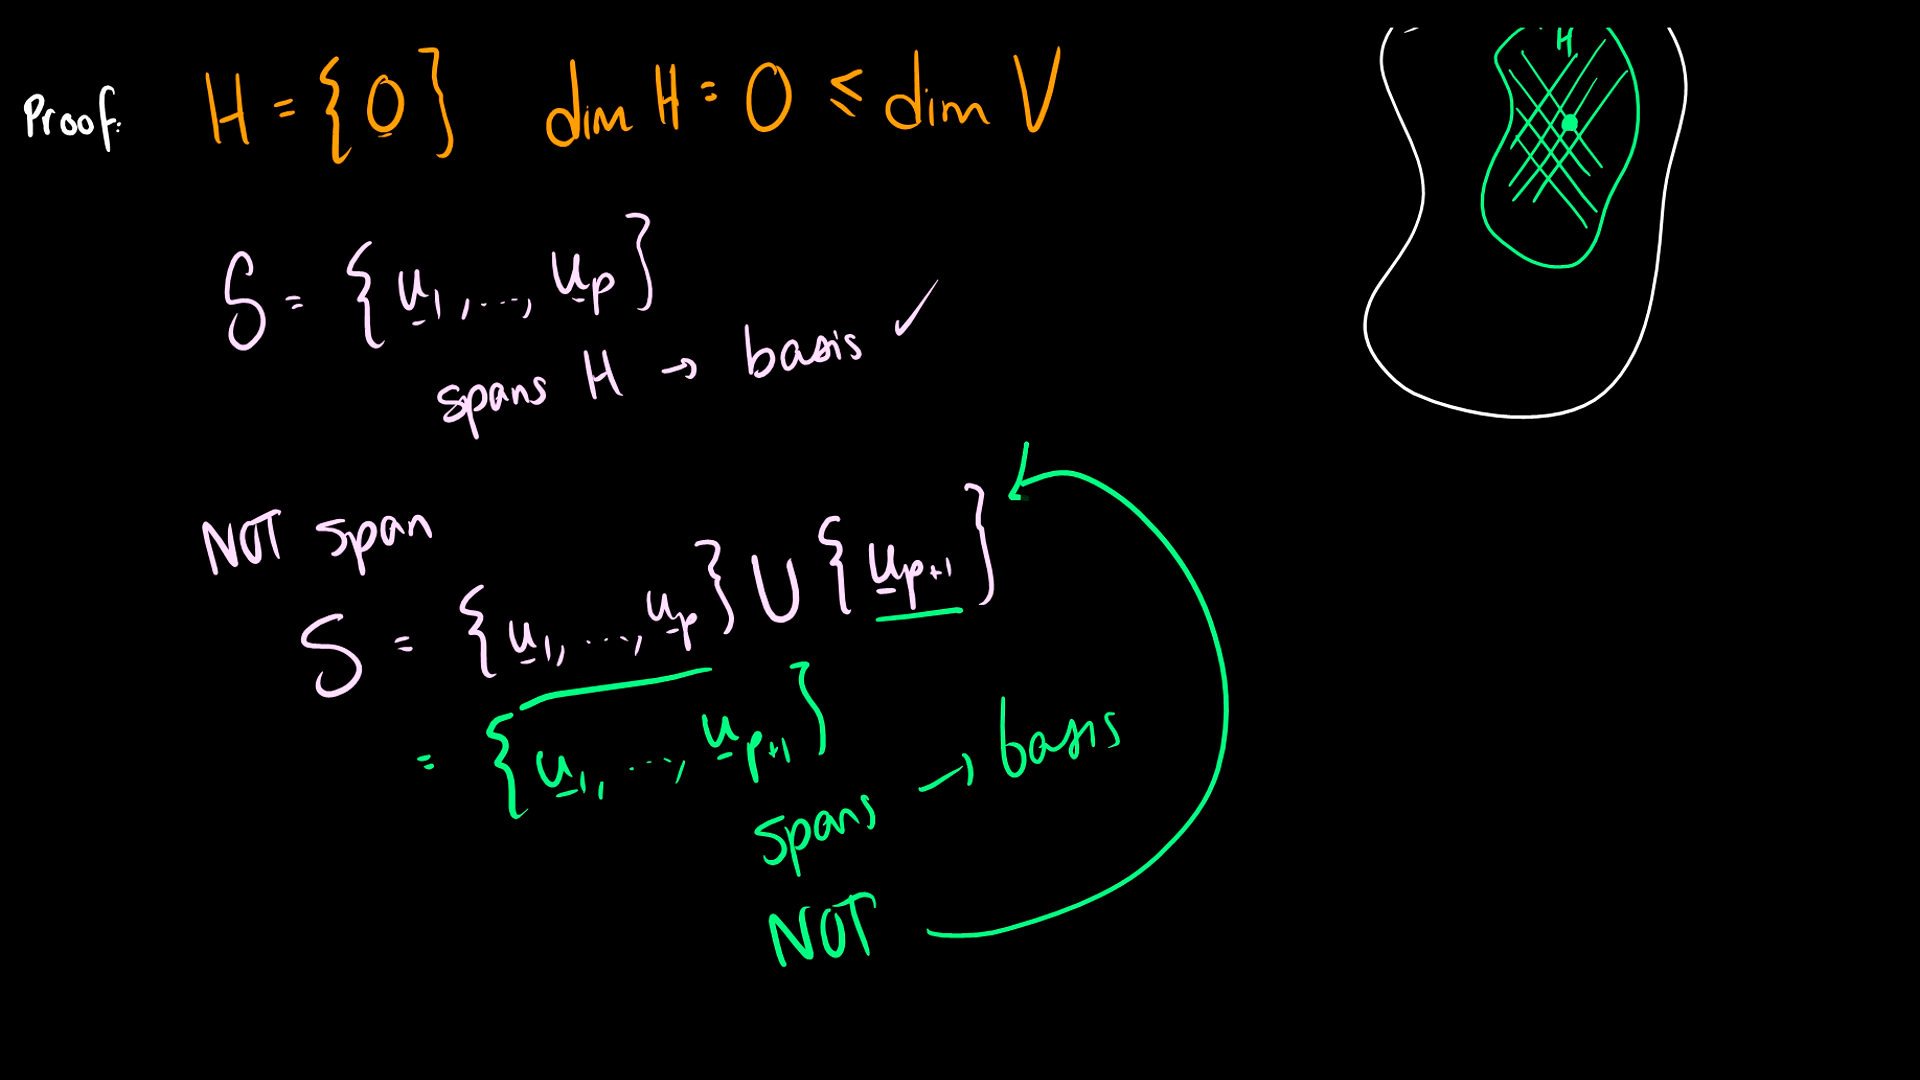 H
Proof: H = {0} dim H = 0 ≤ dim V
S = {u₁, ..., uₚ}
spans H → basis ✓
NOT span
S = {u₁, ..., uₚ} ∪ {uₚ₊₁}
= {u₁, ..., uₚ₊₁}
spans → basis
NOT